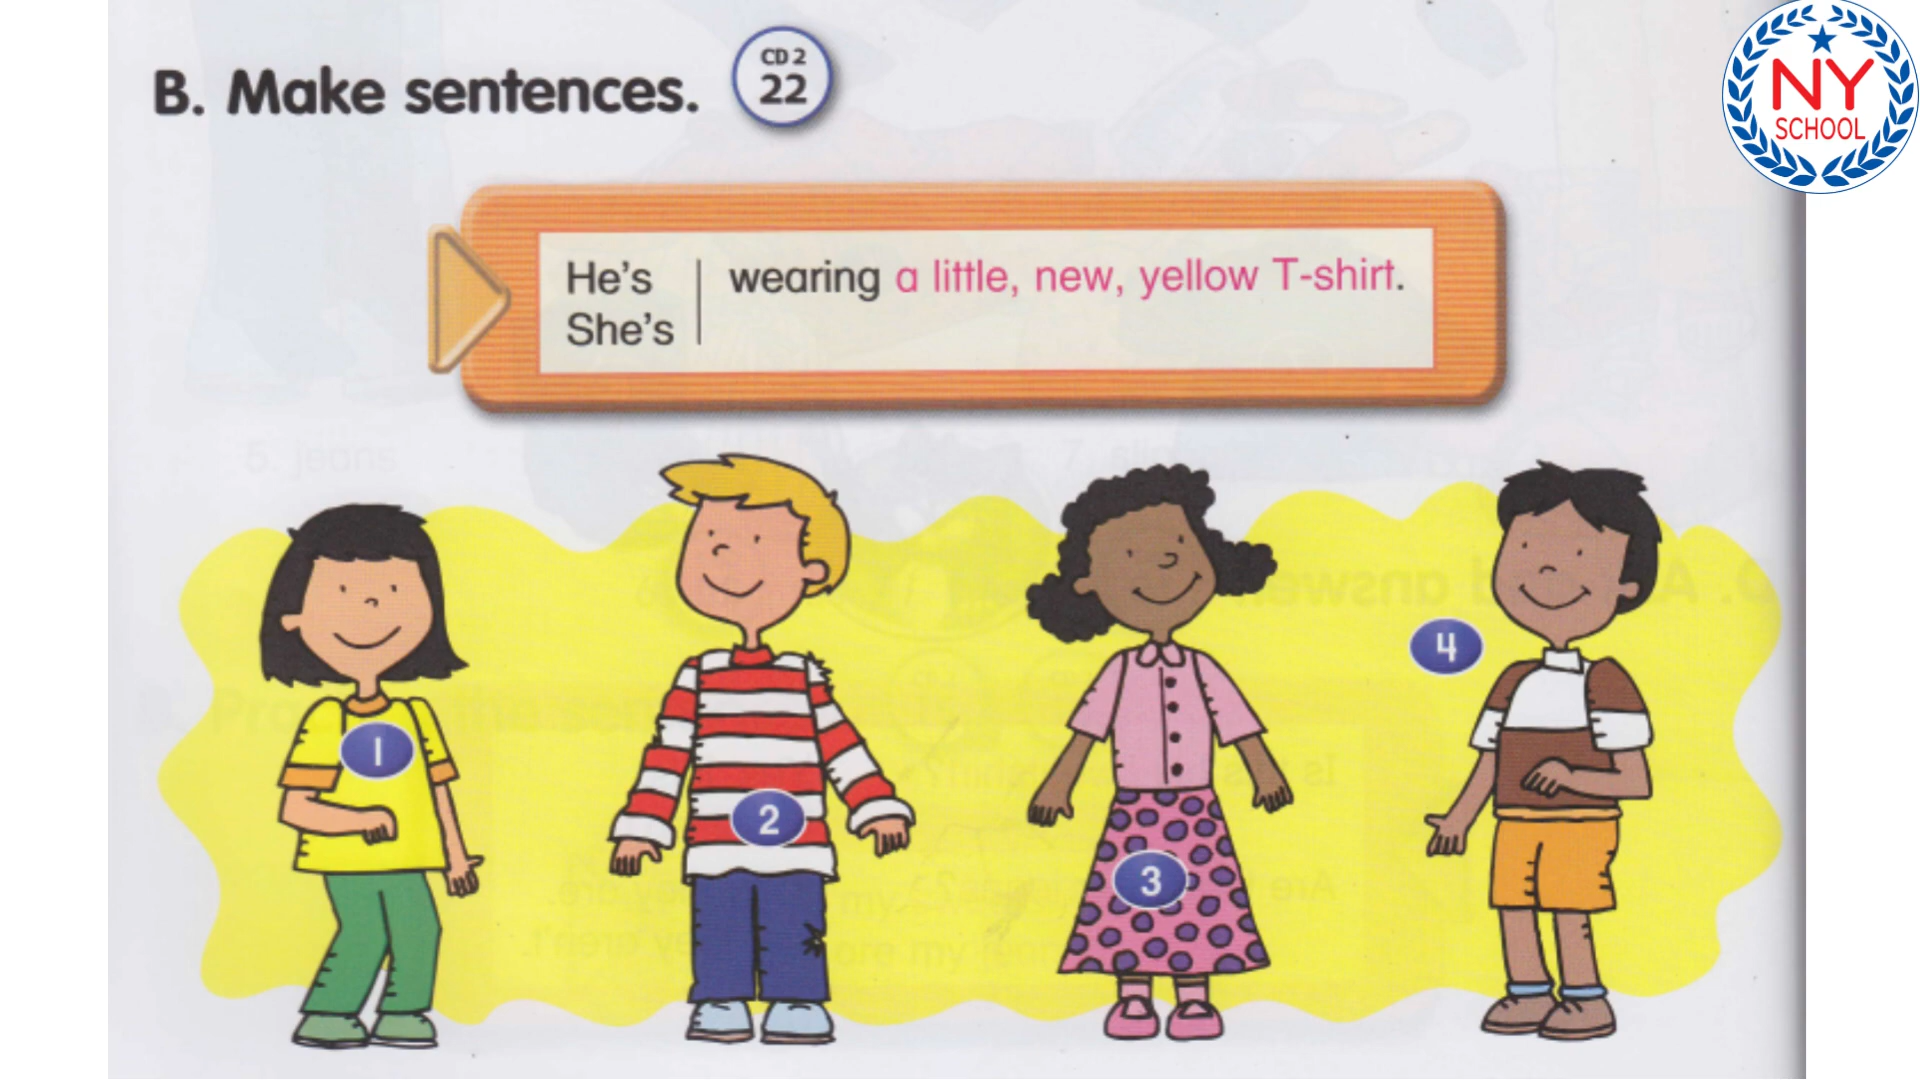 B. Make sentences.
CD 2
22
NY
SCHOOL
He's
She's
wearing a little, new, yellow T-shirt.
1
2
3
4